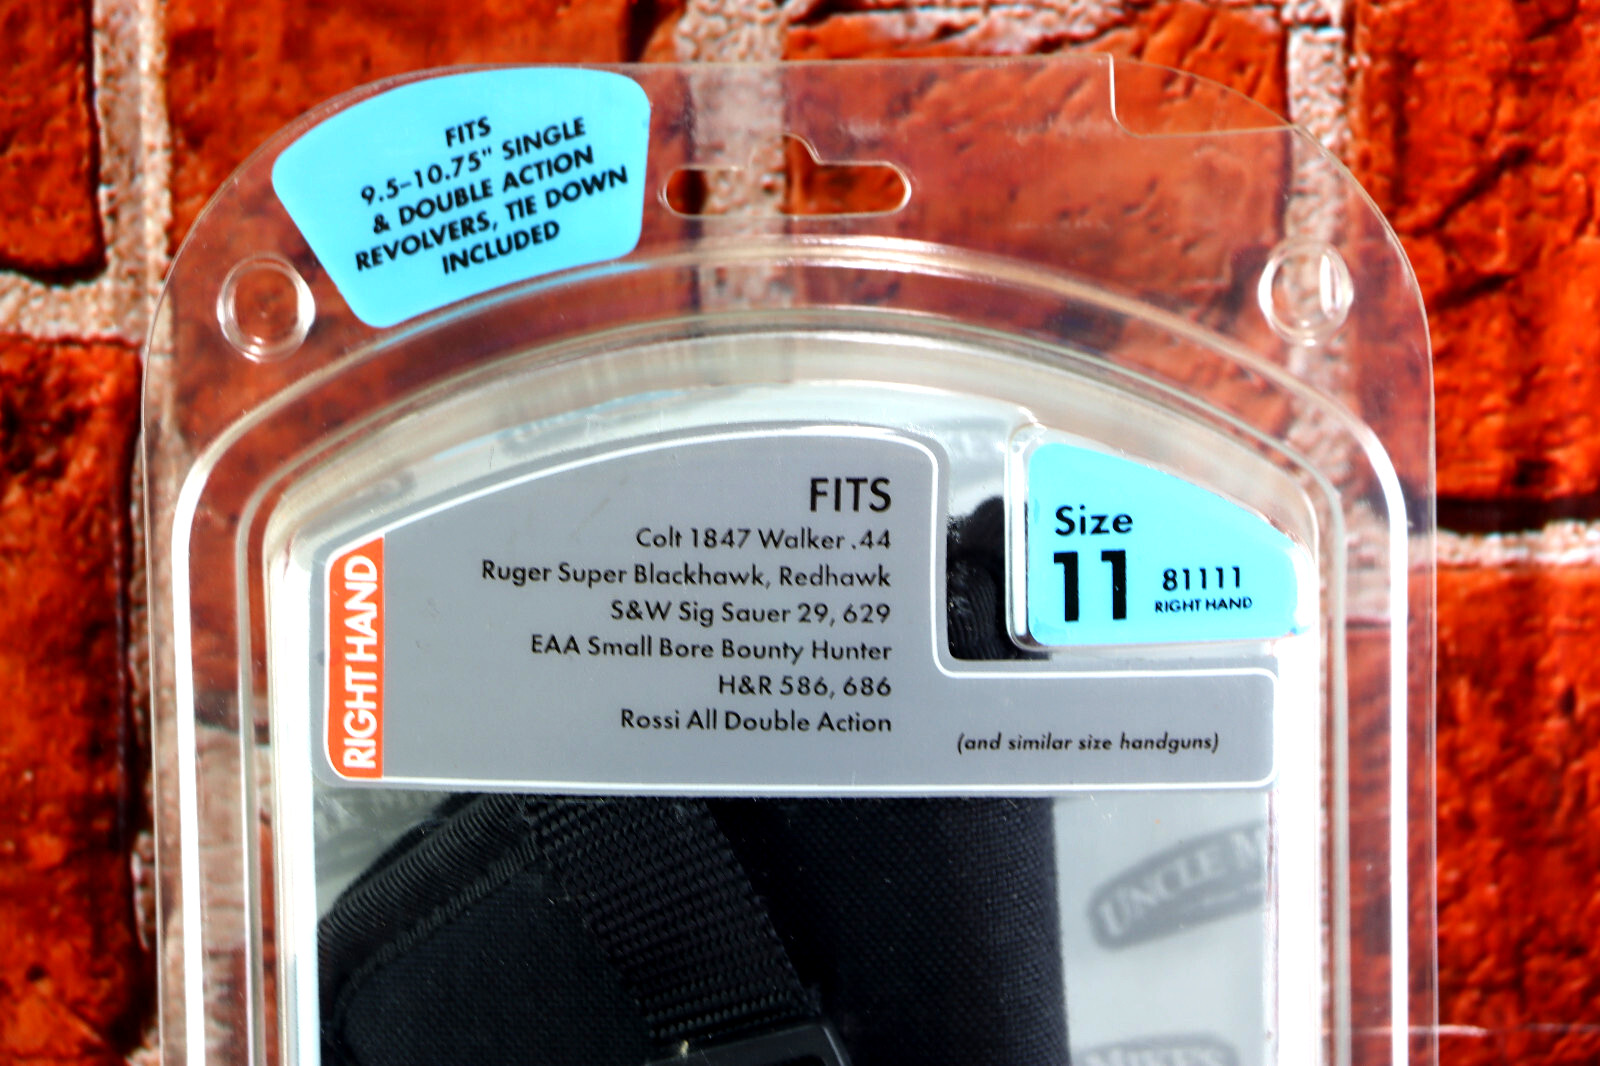 FITS
9.5-10.75" SINGLE
& DOUBLE ACTION
REVOLVERS, TIE DOWN
INCLUDED
FITS
Colt 1847 Walker .44
Ruger Super Blackhawk, Redhawk
S&W Sig Sauer 29, 629
EAA Small Bore Bounty Hunter
H&R 586, 686
Rossi All Double Action
(and similar size handguns)
RIGHT HAND
Size
11
81111
RIGHT HAND
UNCLE M
MIKE'S